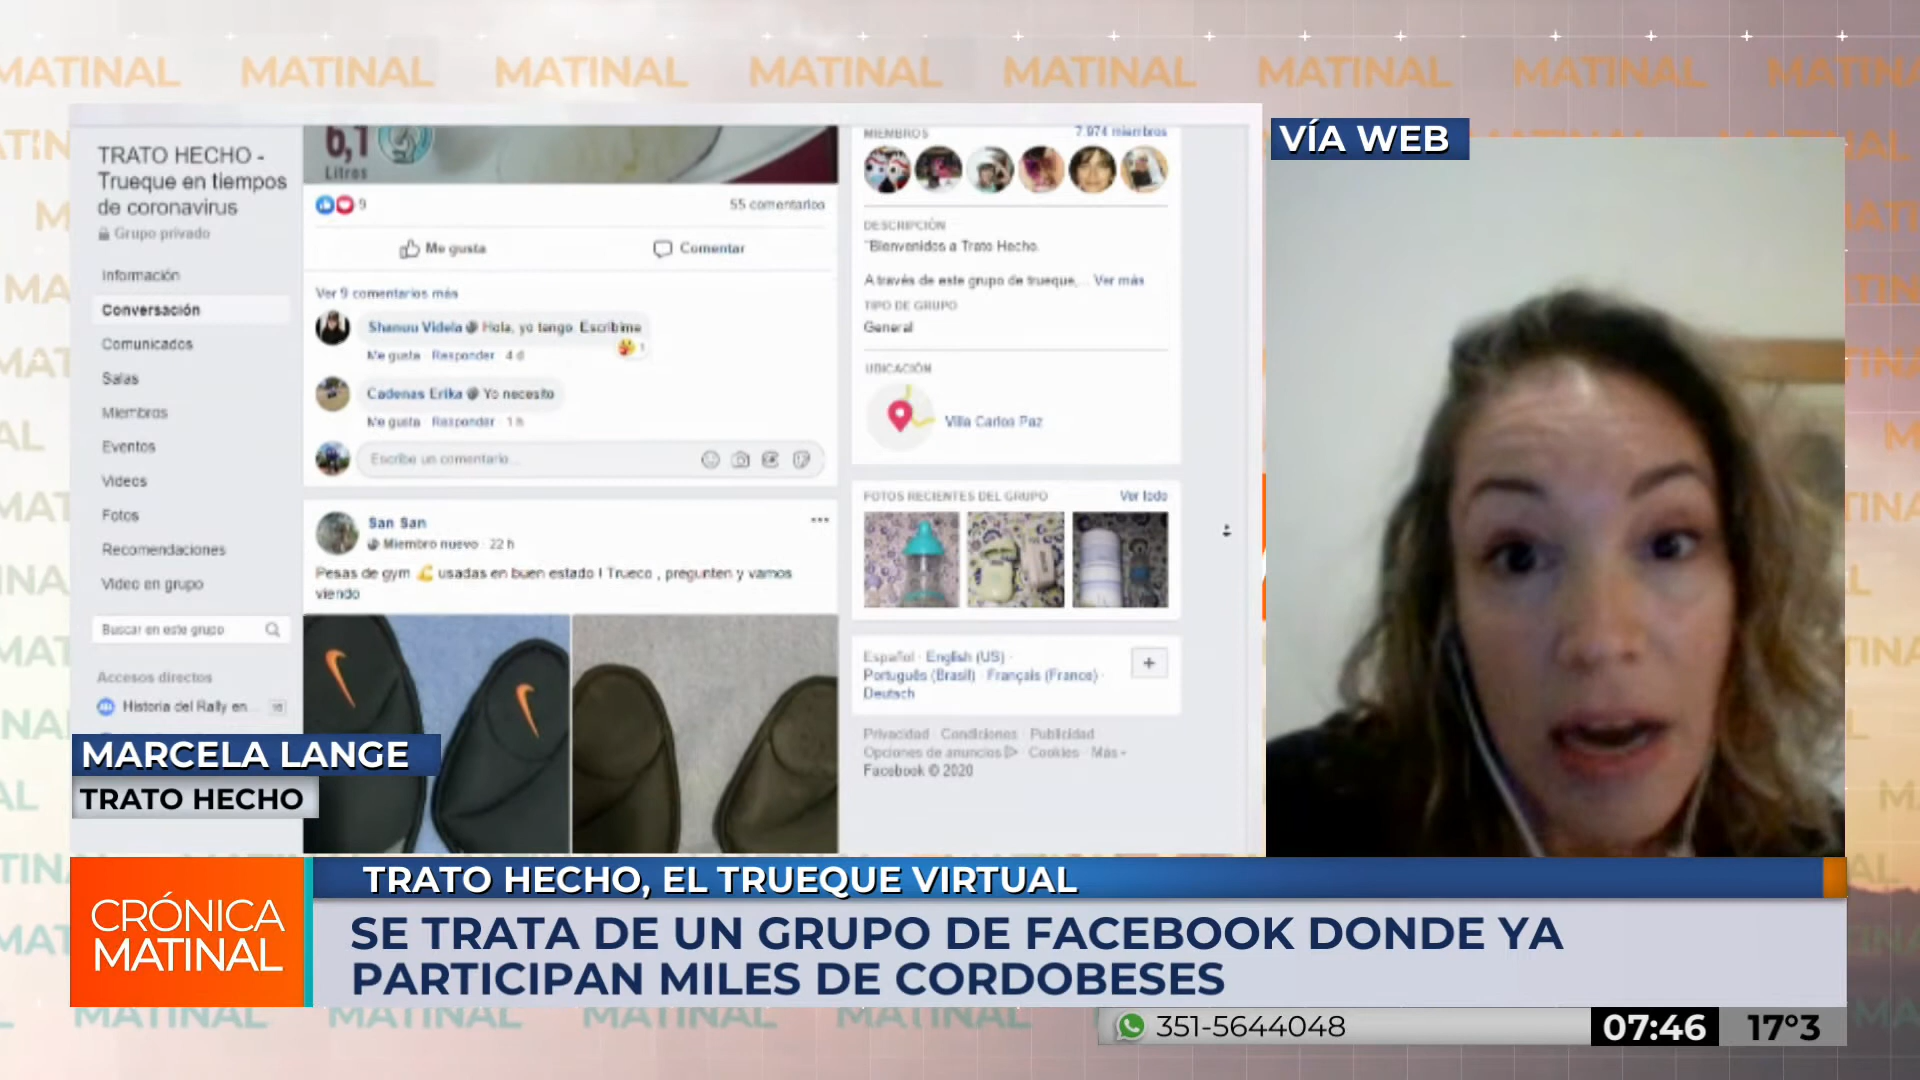 MATINAL MATINAL MATINAL MATINAL MATINAL MATINAL MATINAL
TRATO HECHO -
Trueque en tiempos
de coronavirus
Grupo privado
Información
Conversación
Comunicados
Salas
Miembros
Eventos
Videos
Fotos
Recomendaciones
Video en grupo
Buscar en este grupo
Accesos directos
Historia del Rally en...
6,1
Litros
9
55 comentarios
Me gusta
Comentar
Ver 9 comentarios más
Shanuu Videla Hola, yo tengo. Escribime
1
Me gusta · Responder · 4 d
Cadenas Erika Yo necesito
Me gusta · Responder · 1 h
Escribe un comentario...
San San
Miembro nuevo · 22 h
Pesas de gym 💪 usadas en buen estado ! Trueco , pregunten y vamos
viendo
MIEMBROS
7.974 miembros
DESCRIPCIÓN
"Bienvenidos a Trato Hecho.
A través de este grupo de trueque,... Ver más
TIPO DE GRUPO
General
UBICACIÓN
Villa Carlos Paz
FOTOS RECIENTES DEL GRUPO
Ver todo
Español · English (US) ·
Português (Brasil) · Français (France) ·
Deutsch
+
Privacidad · Condiciones · Publicidad
Opciones de anuncios · Cookies · Más
Facebook © 2020
VÍA WEB
MARCELA LANGE
TRATO HECHO
CRÓNICA
MATINAL
TRATO HECHO, EL TRUEQUE VIRTUAL
SE TRATA DE UN GRUPO DE FACEBOOK DONDE YA
PARTICIPAN MILES DE CORDOBESES
MATINAL MATINAL MATINAL MATINAL
351-5644048
07:46
17°3